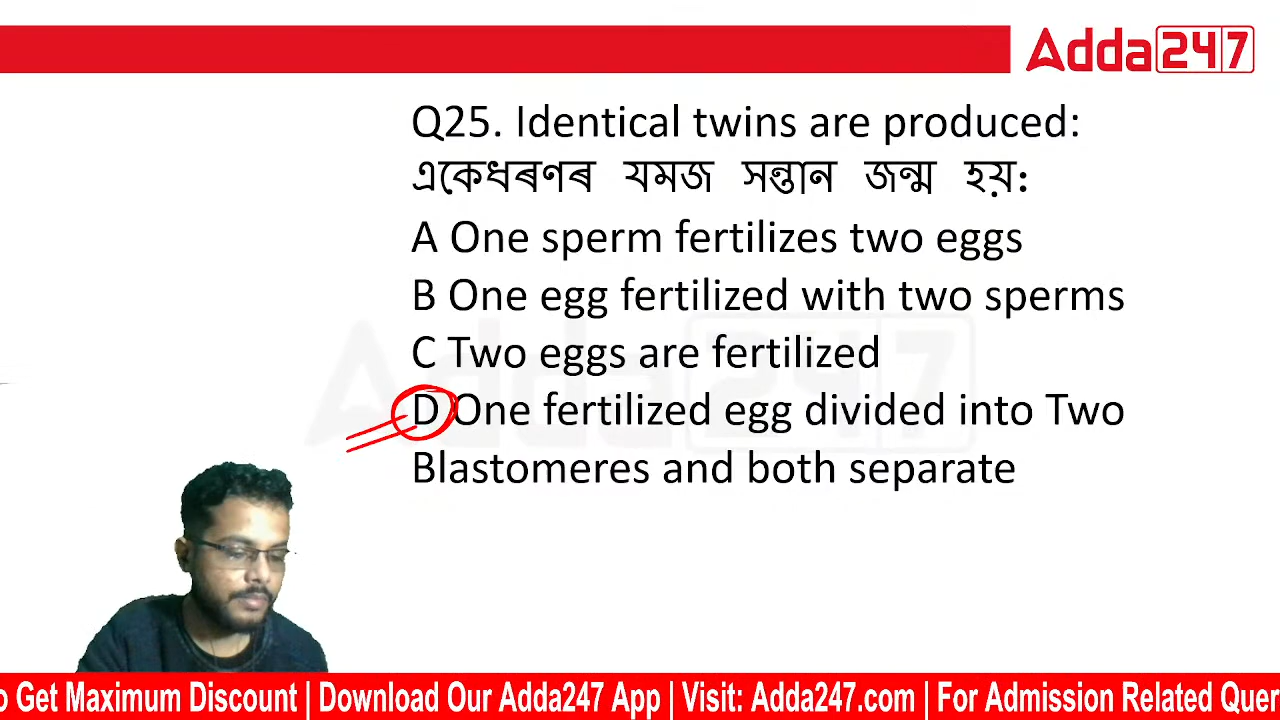 Adda247
Q25. Identical twins are produced:
একেধৰণৰ যমজ সন্তান জন্ম হয়:
A One sperm fertilizes two eggs
B One egg fertilized with two sperms
C Two eggs are fertilized
D One fertilized egg divided into Two
Blastomeres and both separate
Adda247
o Get Maximum Discount | Download Our Adda247 App | Visit: Adda247.com | For Admission Related Quer